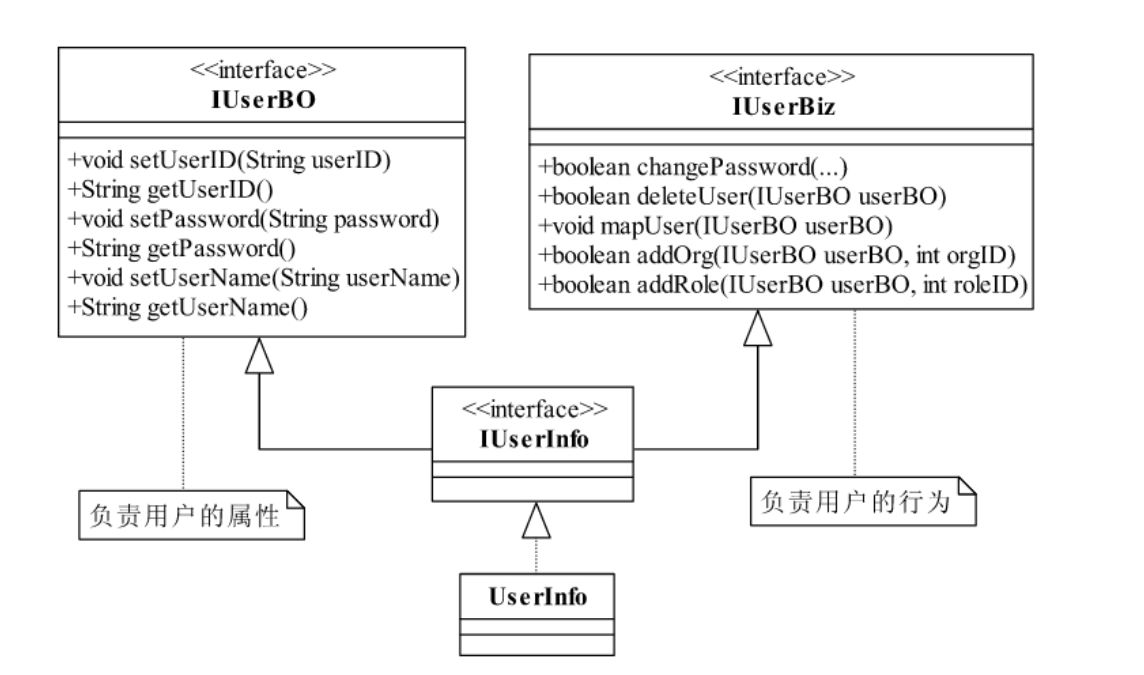 <<interface>>
IUserBO
+void setUserID(String userID)
+String getUserID()
+void setPassword(String password)
+String getPassword()
+void setUserName(String userName)
+String getUserName()
<<interface>>
IUserBiz
+boolean changePassword(...)
+boolean deleteUser(IUserBO userBO)
+void mapUser(IUserBO userBO)
+boolean addOrg(IUserBO userBO, int orgID)
+boolean addRole(IUserBO userBO, int roleID)
<<interface>>
IUserInfo
负责用户的属性
负责用户的行为
UserInfo